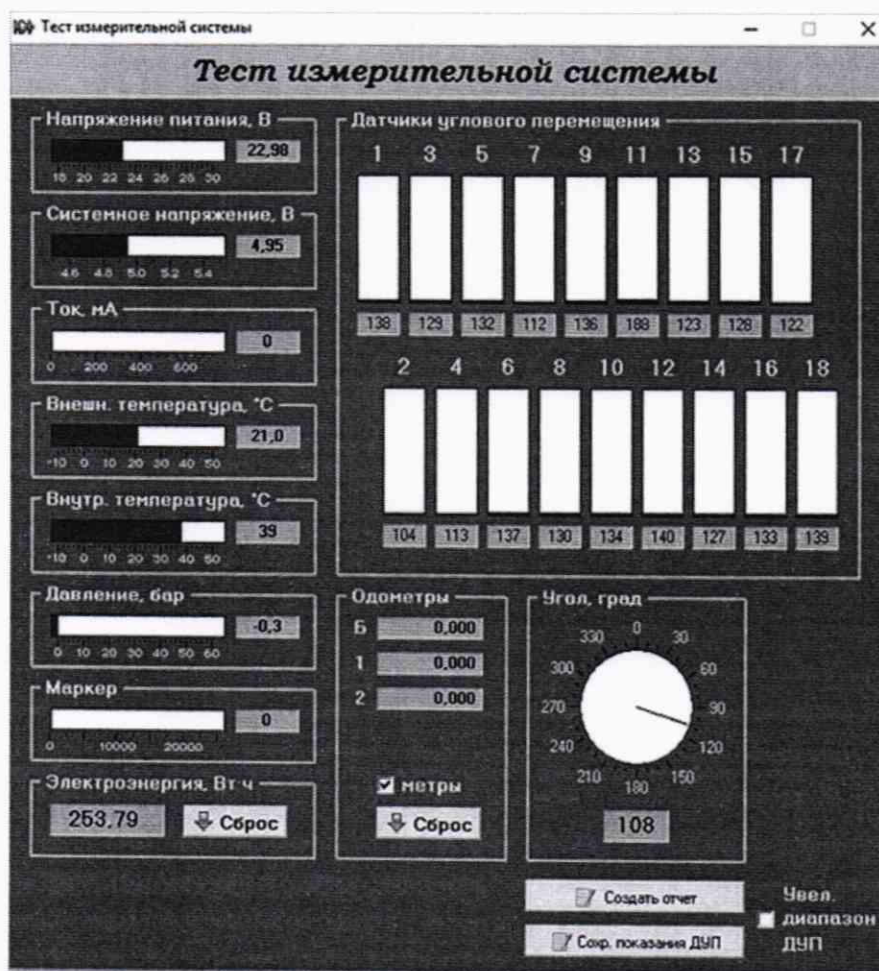 Тест измерительной системы
Тест измерительной системы
Напряжение питания, В
22,98
18 20 22 24 26 28 30
Системное напряжение, В
4,95
4.6 4.8 5.0 5.2 5.4
Ток, мА
0
0 200 400 600
Внешн. температура, °C
21,0
-10 0 10 20 30 40 50
Внутр. температура, °C
39
-10 0 10 20 30 40 50
Давление, бар
-0,3
0 10 20 30 40 50 60
Маркер
0
0 10000 20000
Электроэнергия, Вт ч
253,79
Сброс
Датчики углового перемещения
1 3 5 7 9 11 13 15 17
138 129 132 112 136 188 123 128 122
2 4 6 8 10 12 14 16 18
104 113 137 130 134 140 127 133 139
Одометры
Б 0,000
1 0,000
2 0,000
метры
Сброс
Угол, град
0
330 30
300 60
270 90
240 120
210 150
180
108
Создать отчет
Сохр. показания ДУП
Увел.
диапазон
ДУП